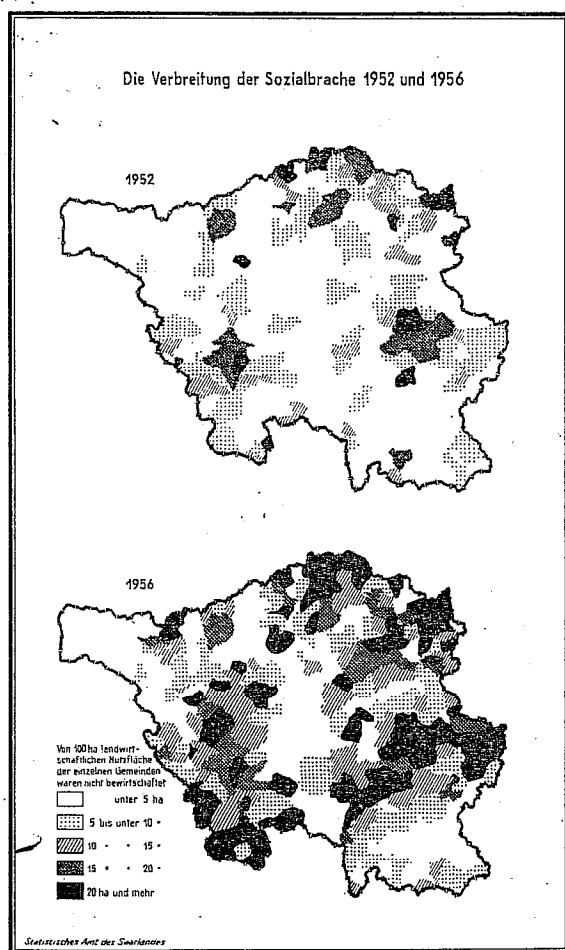 Die Verbreitung der Sozialbrache 1952 und 1956
1952
1956
Von 100 ha landwirt-
schaftlichen Nutzfläche
der einzelnen Gemeinden
waren nicht bewirtschaftet
unter 5 ha
5 bis unter 10 "
10 " " 15 "
15 " " 20 "
20 ha und mehr
Statistisches Amt des Saarlandes